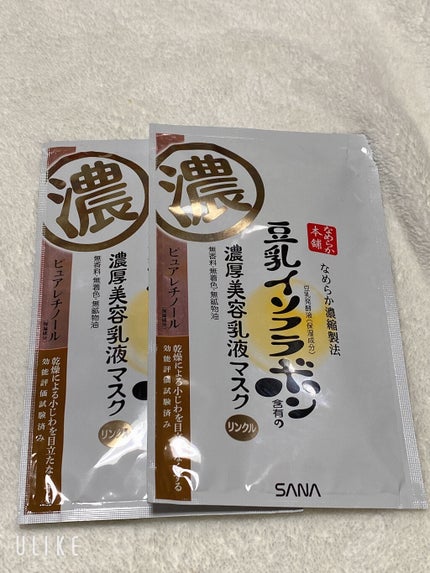 濃
なめらか
本舗
なめらか濃縮製法
豆乳イソフラボン
含有の
豆乳発酵液(保湿成分)
濃厚美容乳液マスク
リンクル
無香料・無着色・無鉱物油
ピュアレチノール
乾燥による小じわを目立たなくする
効能評価試験済み
SANA
濃
濃厚美容乳液マスク
リンクル
無香料・無着色・無鉱物油
ピュアレチノール
乾燥による小じわを目立たな
効能評価試験済み
ULIKE